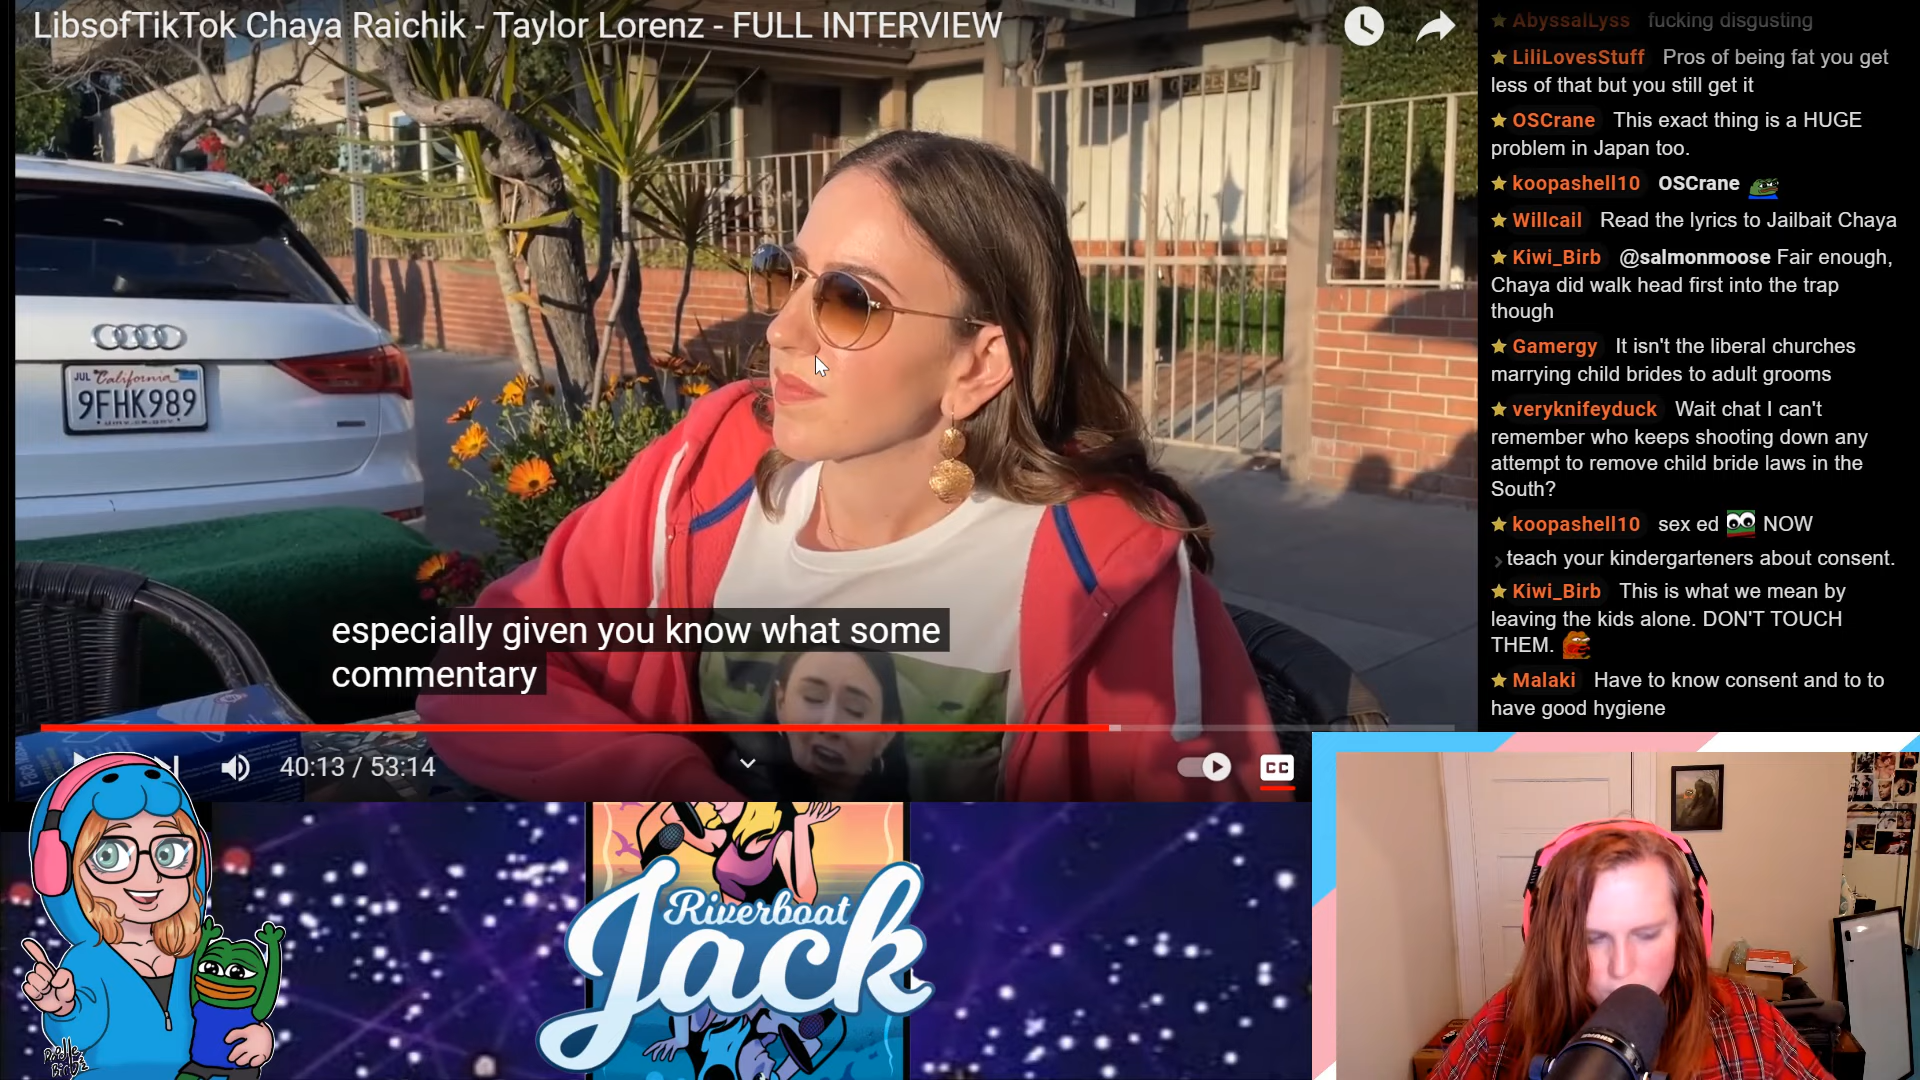 LibsofTikTok Chaya Raichik - Taylor Lorenz - FULL INTERVIEW
JUL California
9FHK989
especially given you know what some
commentary
40:13 / 53:14
CC
Riverboat
Jack
AbyssalLyss fucking disgusting
LiliLovesStuff Pros of being fat you get
less of that but you still get it
OSCrane This exact thing is a HUGE
problem in Japan too.
koopashell10 OSCrane
Willcail Read the lyrics to Jailbait Chaya
Kiwi_Birb @salmonmoose Fair enough,
Chaya did walk head first into the trap
though
Gamergy It isn't the liberal churches
marrying child brides to adult grooms
veryknifeyduck Wait chat I can't
remember who keeps shooting down any
attempt to remove child bride laws in the
South?
koopashell10 sex ed NOW
teach your kindergarteners about consent.
Kiwi_Birb This is what we mean by
leaving the kids alone. DON'T TOUCH
THEM.
Malaki Have to know consent and to to
have good hygiene